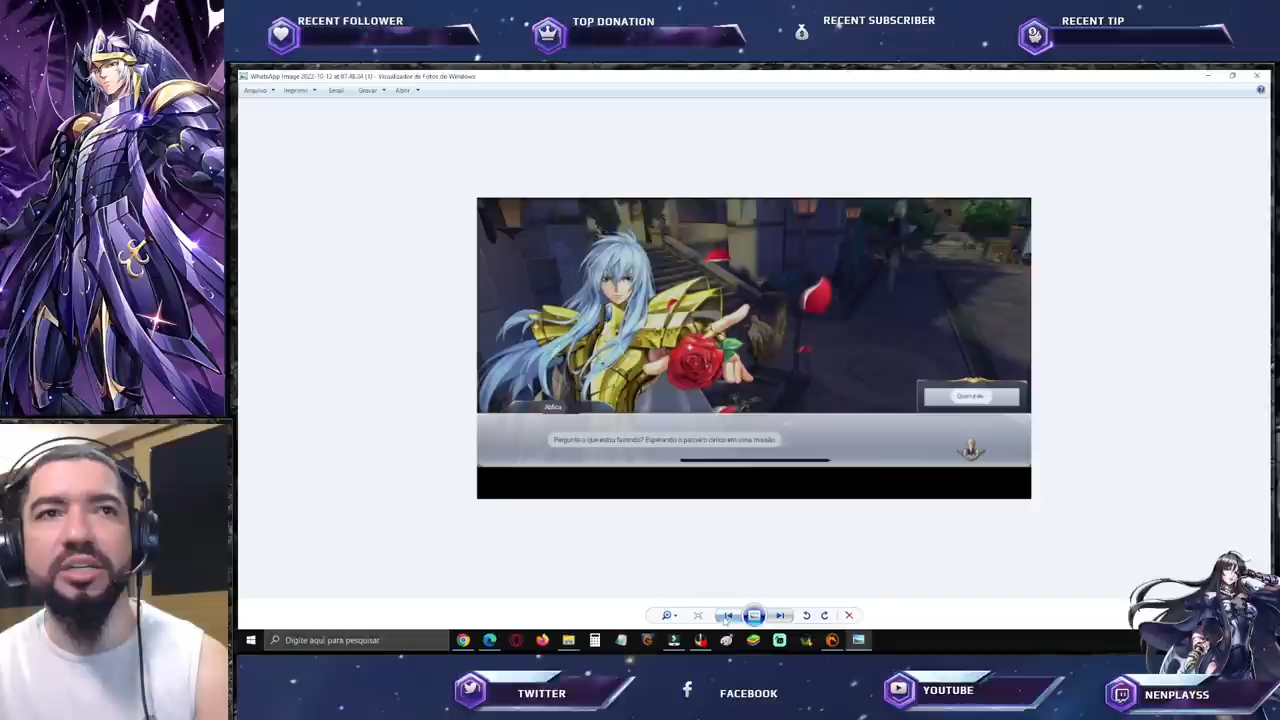 RECENT FOLLOWER
TOP DONATION
RECENT SUBSCRIBER
RECENT TIP
WhatsApp Image 2022-10-12 at 07.48.34 (1) - Visualizador de Fotos do Windows
Arquivo Imprimir Email Gravar Abrir
Pergunte o que estou fazendo? Esperando o parceiro único em uma missão
Digite aqui para pesquisar
TWITTER
FACEBOOK
YOUTUBE
NENPLAYSS